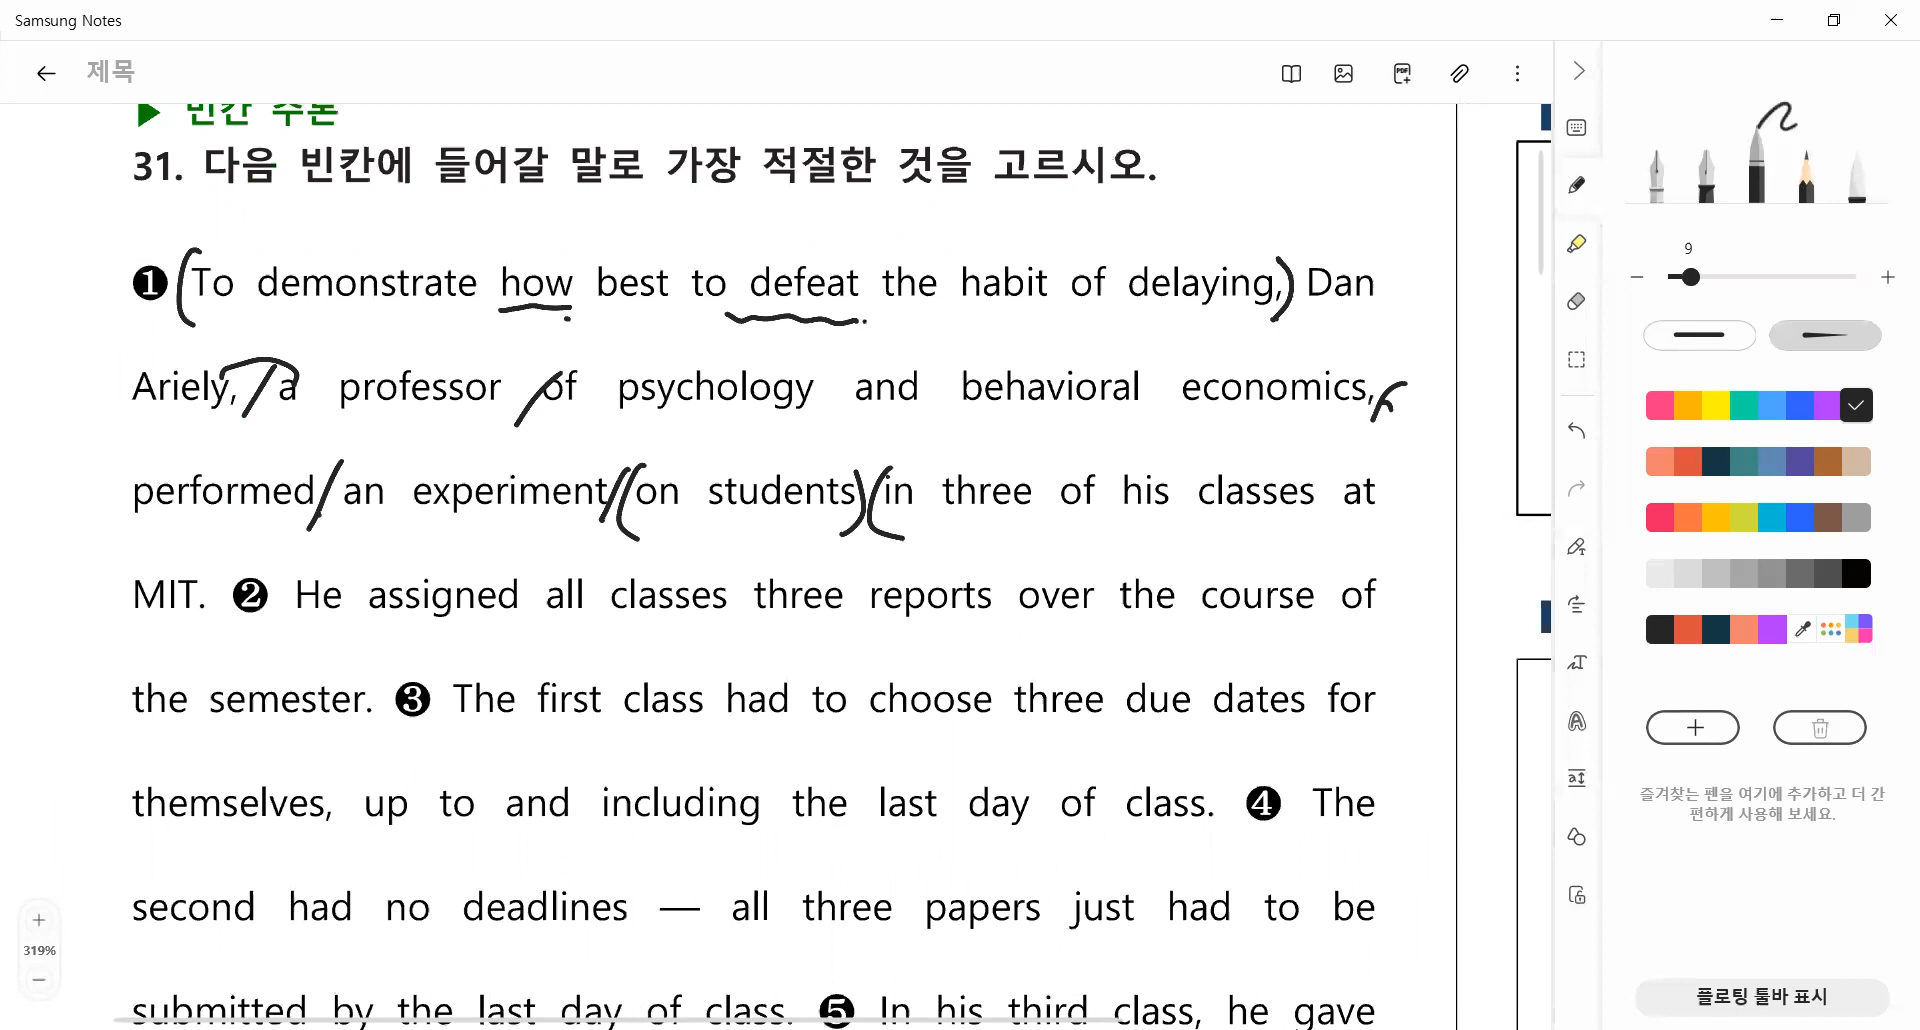 Samsung Notes
제목
▶ 빈칸 추론
31. 다음 빈칸에 들어갈 말로 가장 적절한 것을 고르시오.
❶ To demonstrate how best to defeat the habit of delaying, Dan
Ariely, a professor of psychology and behavioral economics,
performed an experiment on students in three of his classes at
MIT. ❷ He assigned all classes three reports over the course of
the semester. ❸ The first class had to choose three due dates for
themselves, up to and including the last day of class. ❹ The
second had no deadlines — all three papers just had to be
submitted by the last day of class. ❺ In his third class, he gave
319%
9
즐겨찾는 펜을 여기에 추가하고 더 간
편하게 사용해 보세요.
플로팅 툴바 표시